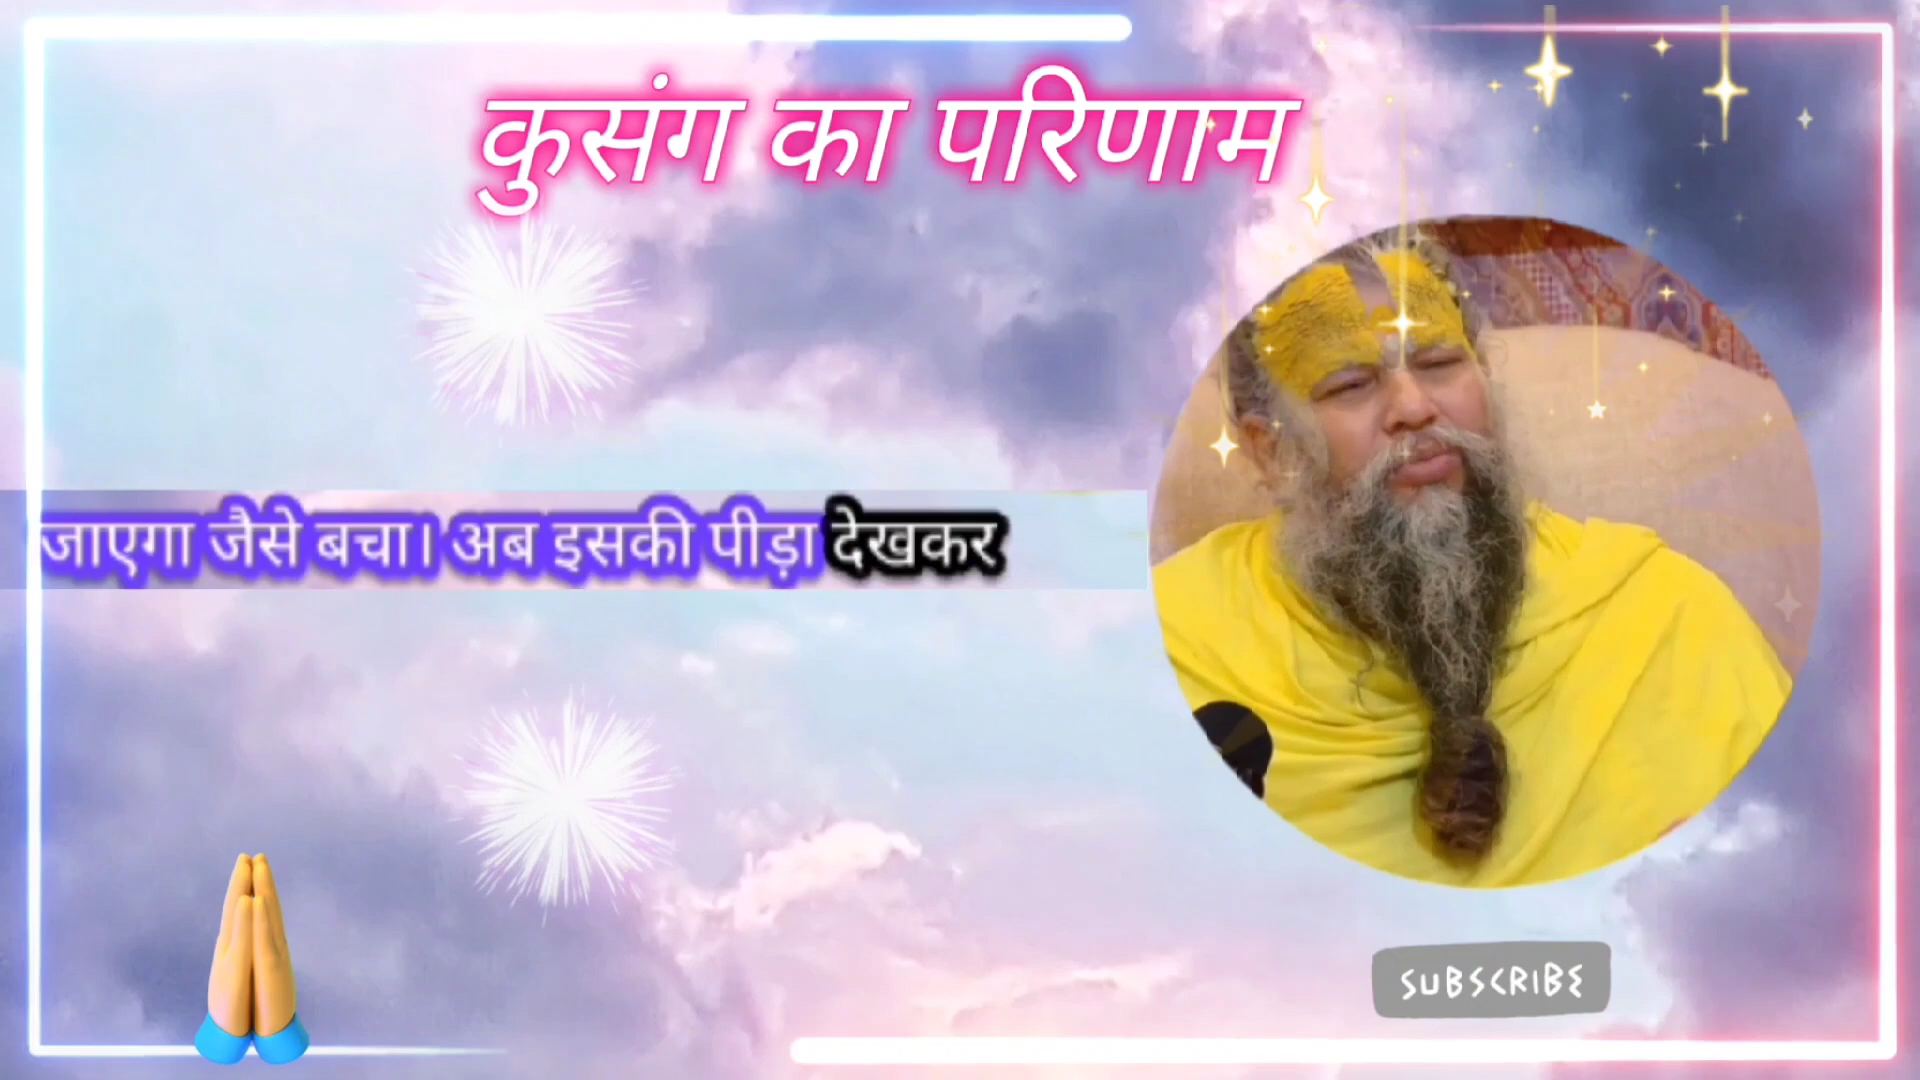 कुसंग का परिणाम
जाएगा जैसे बचा। अब इसकी पीड़ा देखकर
SUBSCRIBE